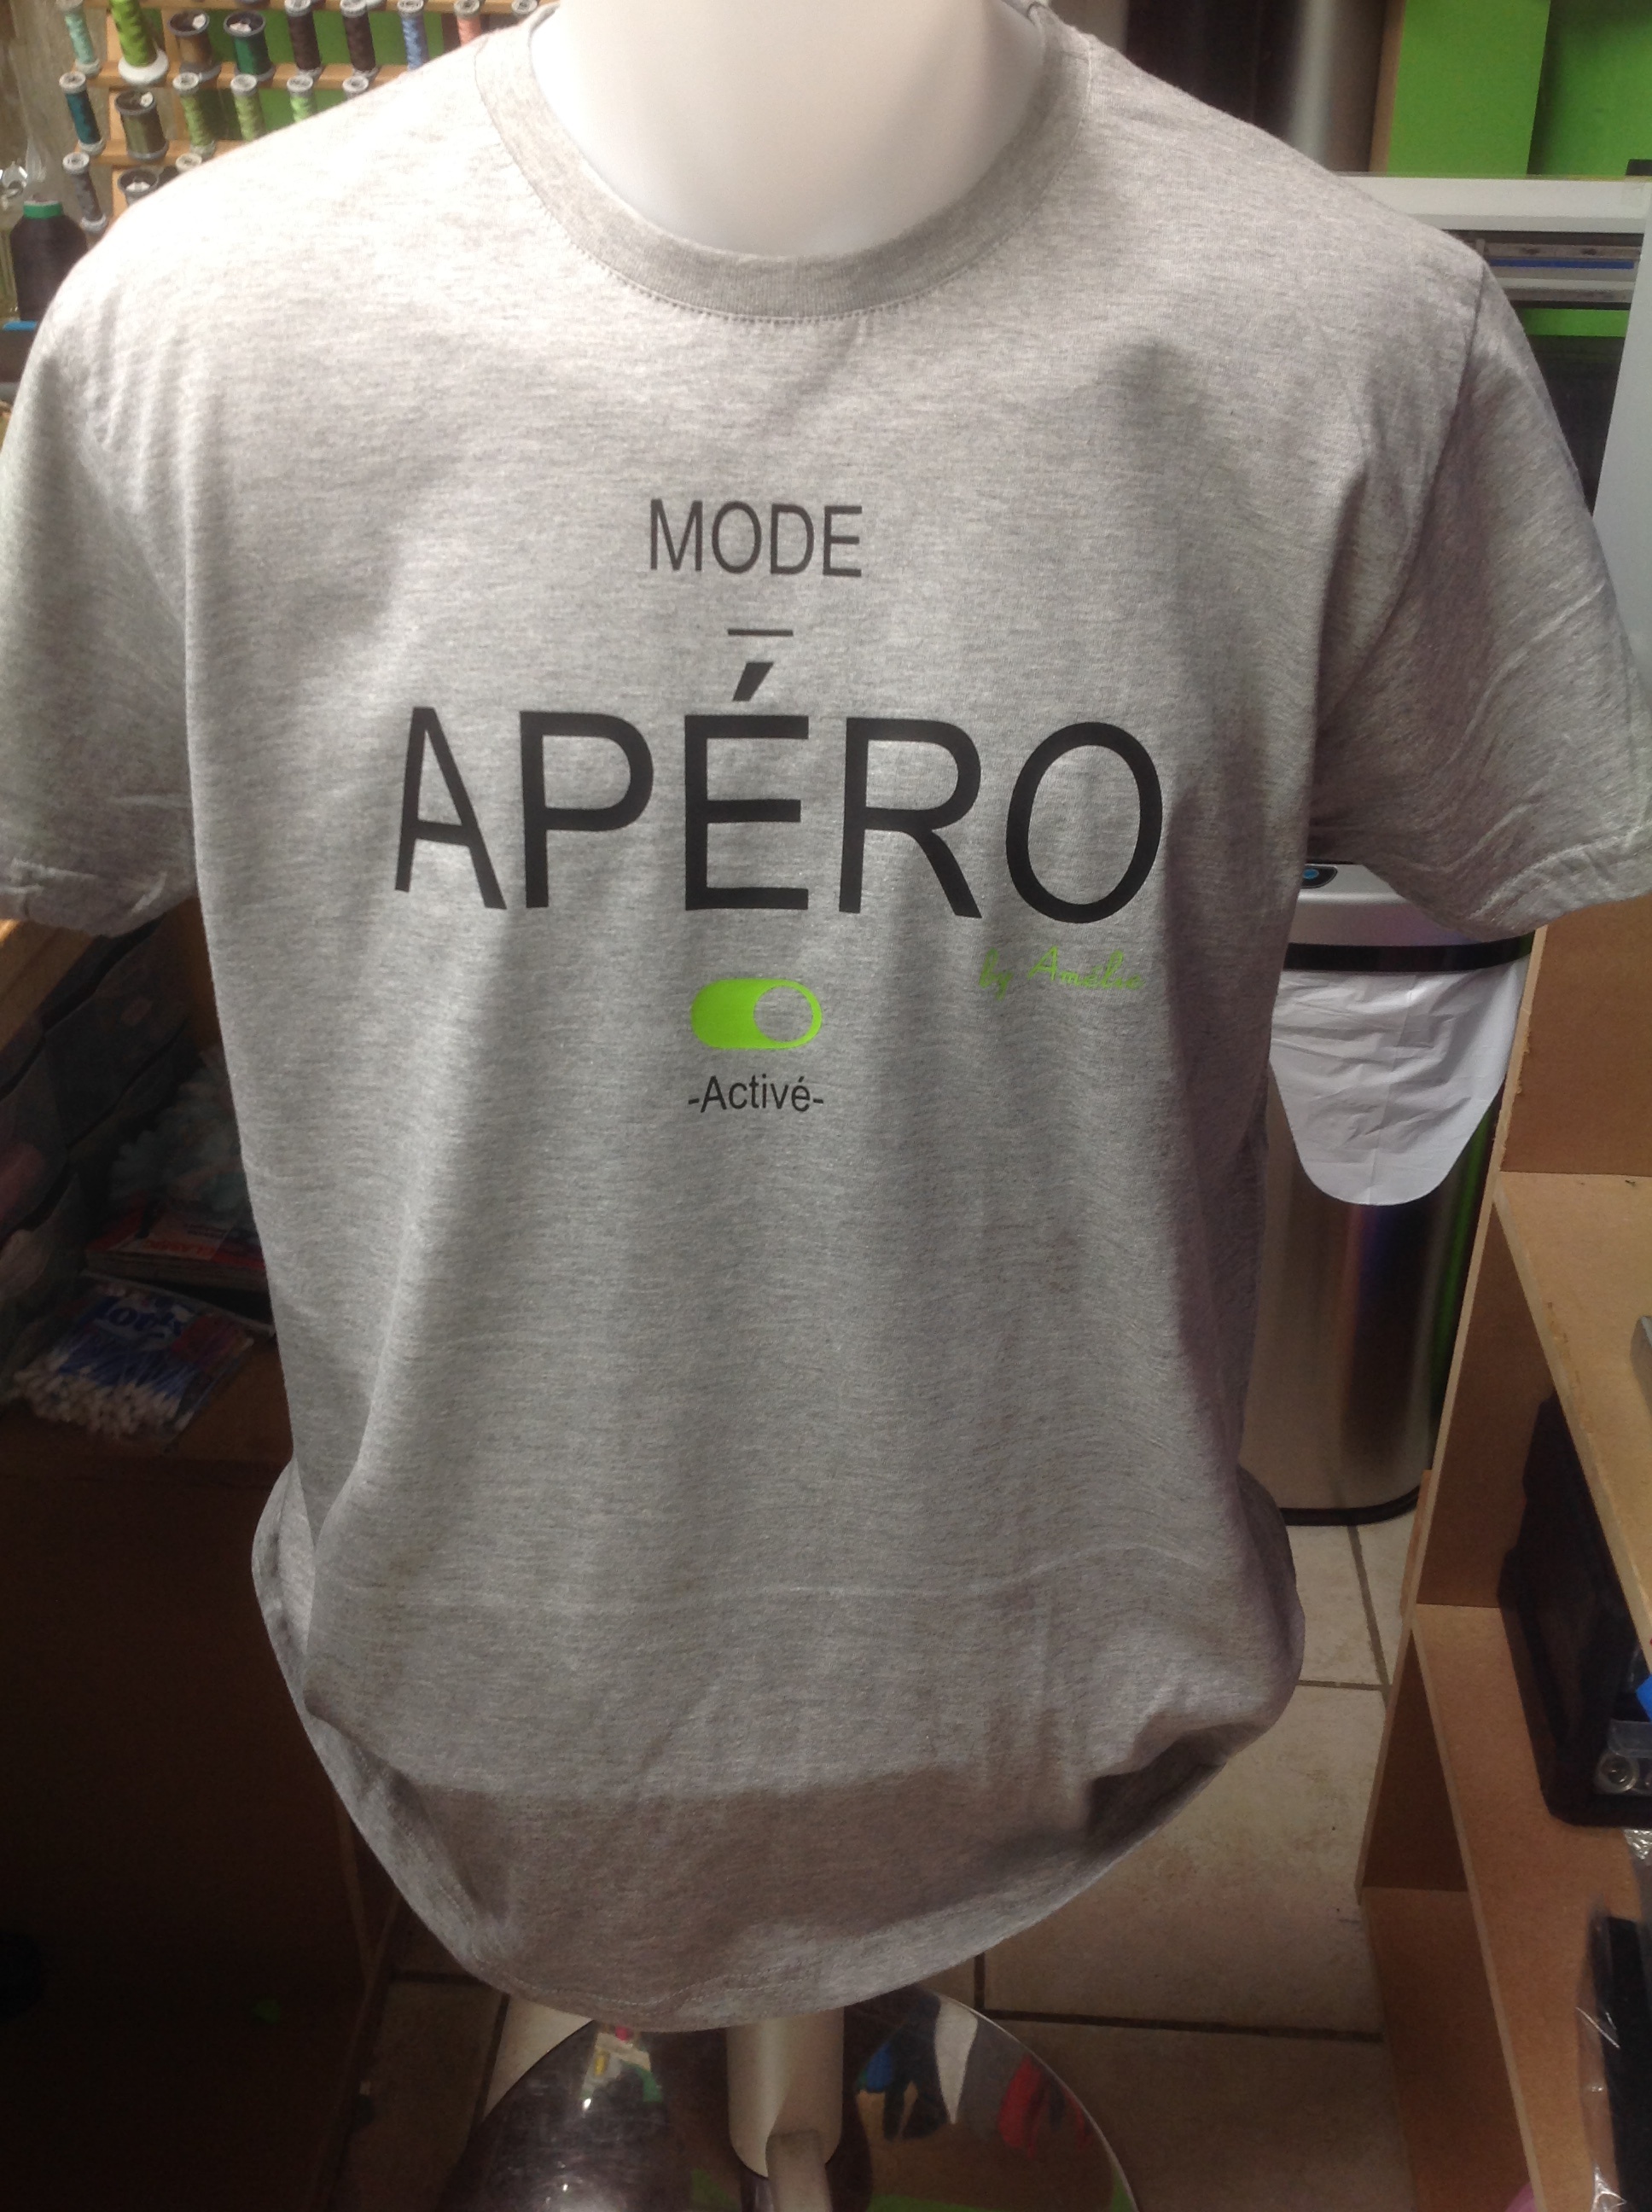 MODE
APÉRO
by Amélie
-Activé-